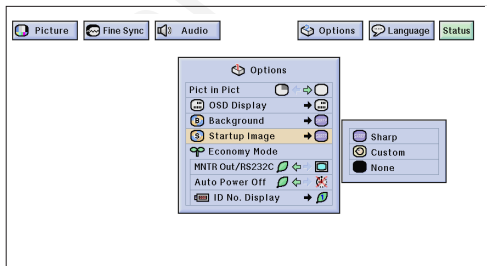 Picture
Fine Sync
Audio
Options
Language
Status
Options
Pict in Pict
OSD Display
B Background
S Startup Image
Economy Mode
MNTR Out/RS232C
Auto Power Off
ID No. Display
Sharp
Custom
None